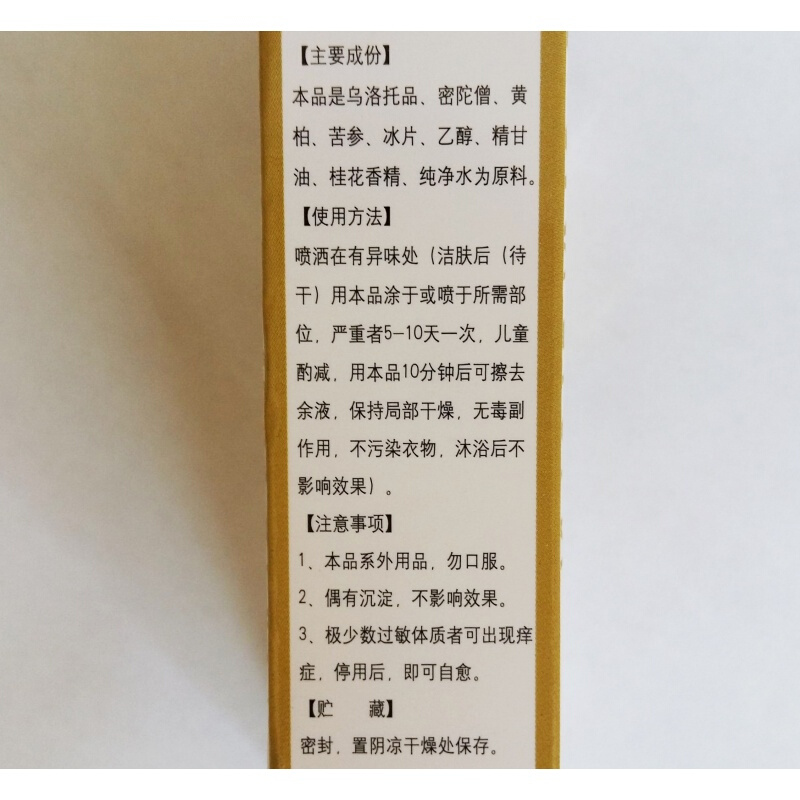 【主要成份】
本品是乌洛托品、密陀僧、黄
柏、苦参、冰片、乙醇、精甘
油、桂花香精、纯净水为原料。
【使用方法】
喷洒在有异味处（洁肤后（待
干）用本品涂于或喷于所需部
位，严重者5-10天一次，儿童
酌减，用本品10分钟后可擦去
余液，保持局部干燥，无毒副
作用，不污染衣物，沐浴后不
影响效果）。
【注意事项】
1、本品系外用品，勿口服。
2、偶有沉淀，不影响效果。
3、极少数过敏体质者可出现痒
症，停用后，即可自愈。
【贮　藏】
密封，置阴凉干燥处保存。